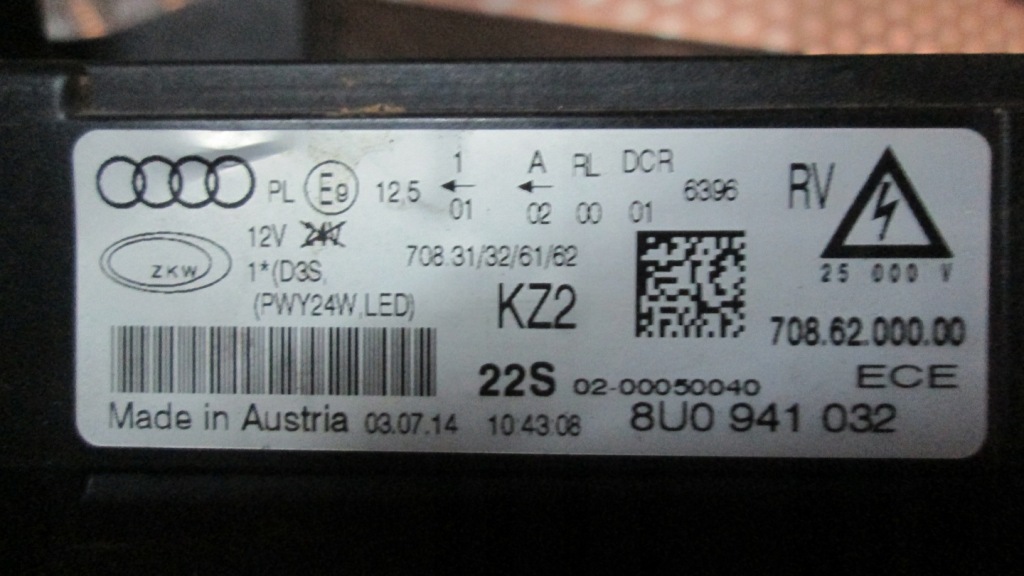 PL E9 12,5 1 A RL DCR 6396 RV
01 02 00 01
12V 24V 708.31/32/61/62
ZKW 1*(D3S, 25 000 V
(PWY24W,LED) KZ2 708.62.000.00
22S 02-00050040 ECE
Made in Austria 03.07.14 10:43:08 8U0 941 032